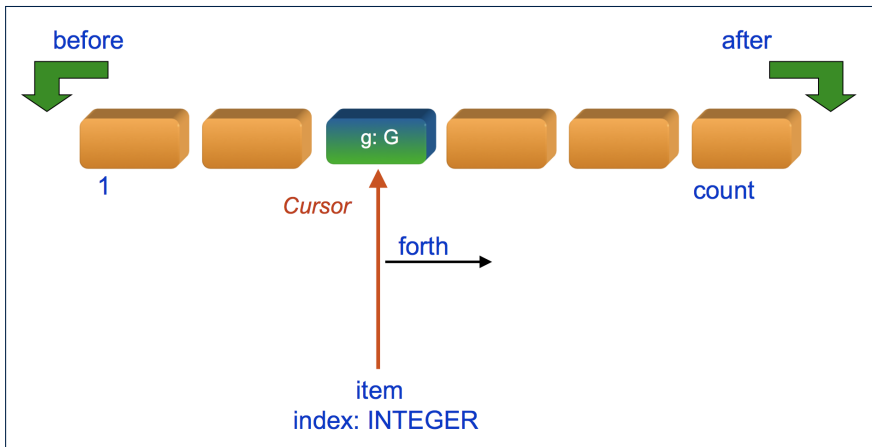 before
after
g: G
1
count
Cursor
forth
item
index: INTEGER